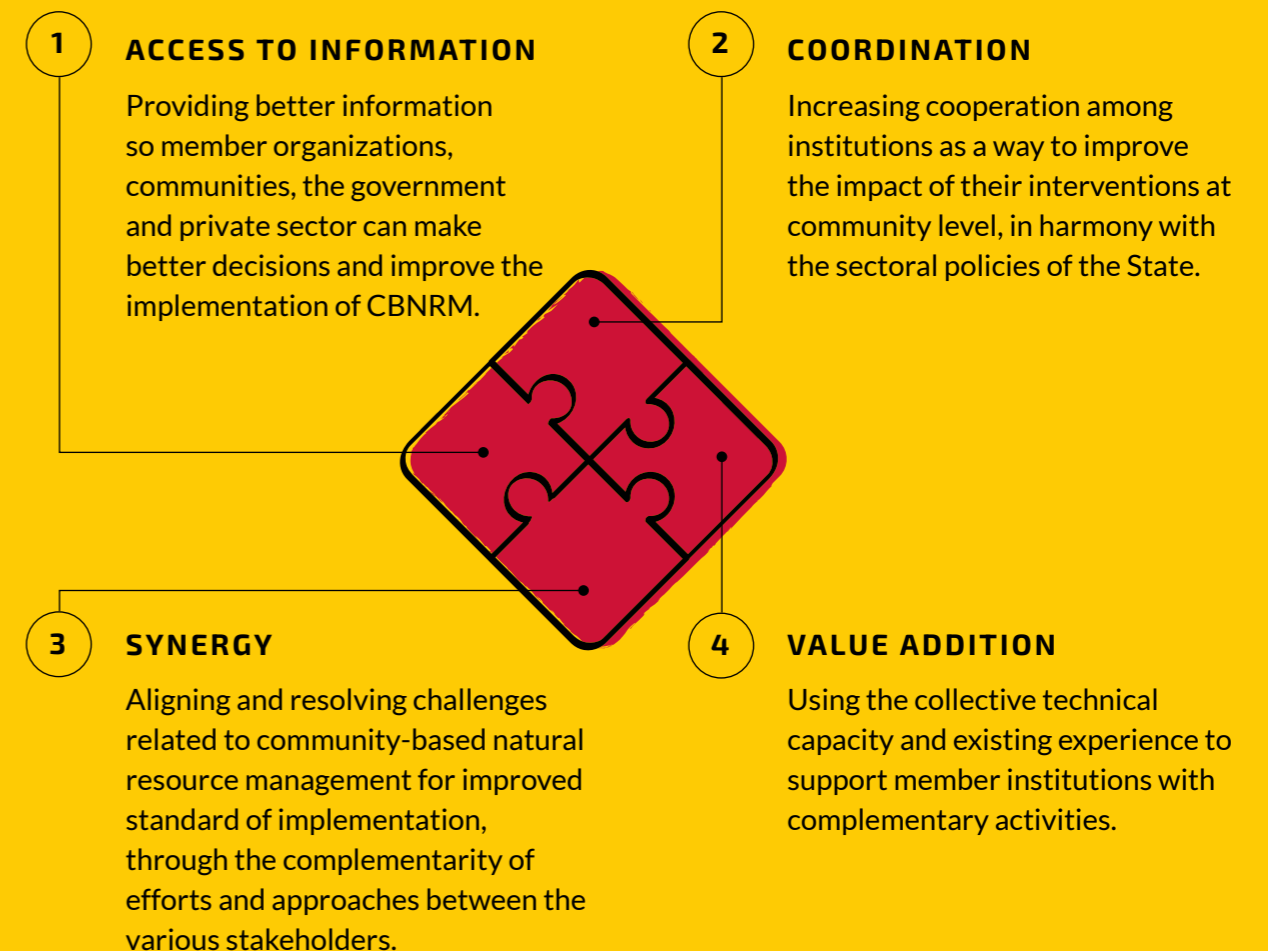 1
ACCESS TO INFORMATION
Providing better information
so member organizations,
communities, the government
and private sector can make
better decisions and improve the
implementation of CBNRM.
2
COORDINATION
Increasing cooperation among
institutions as a way to improve
the impact of their interventions at
community level, in harmony with
the sectoral policies of the State.
3
SYNERGY
Aligning and resolving challenges
related to community-based natural
resource management for improved
standard of implementation,
through the complementarity of
efforts and approaches between the
various stakeholders.
4
VALUE ADDITION
Using the collective technical
capacity and existing experience to
support member institutions with
complementary activities.